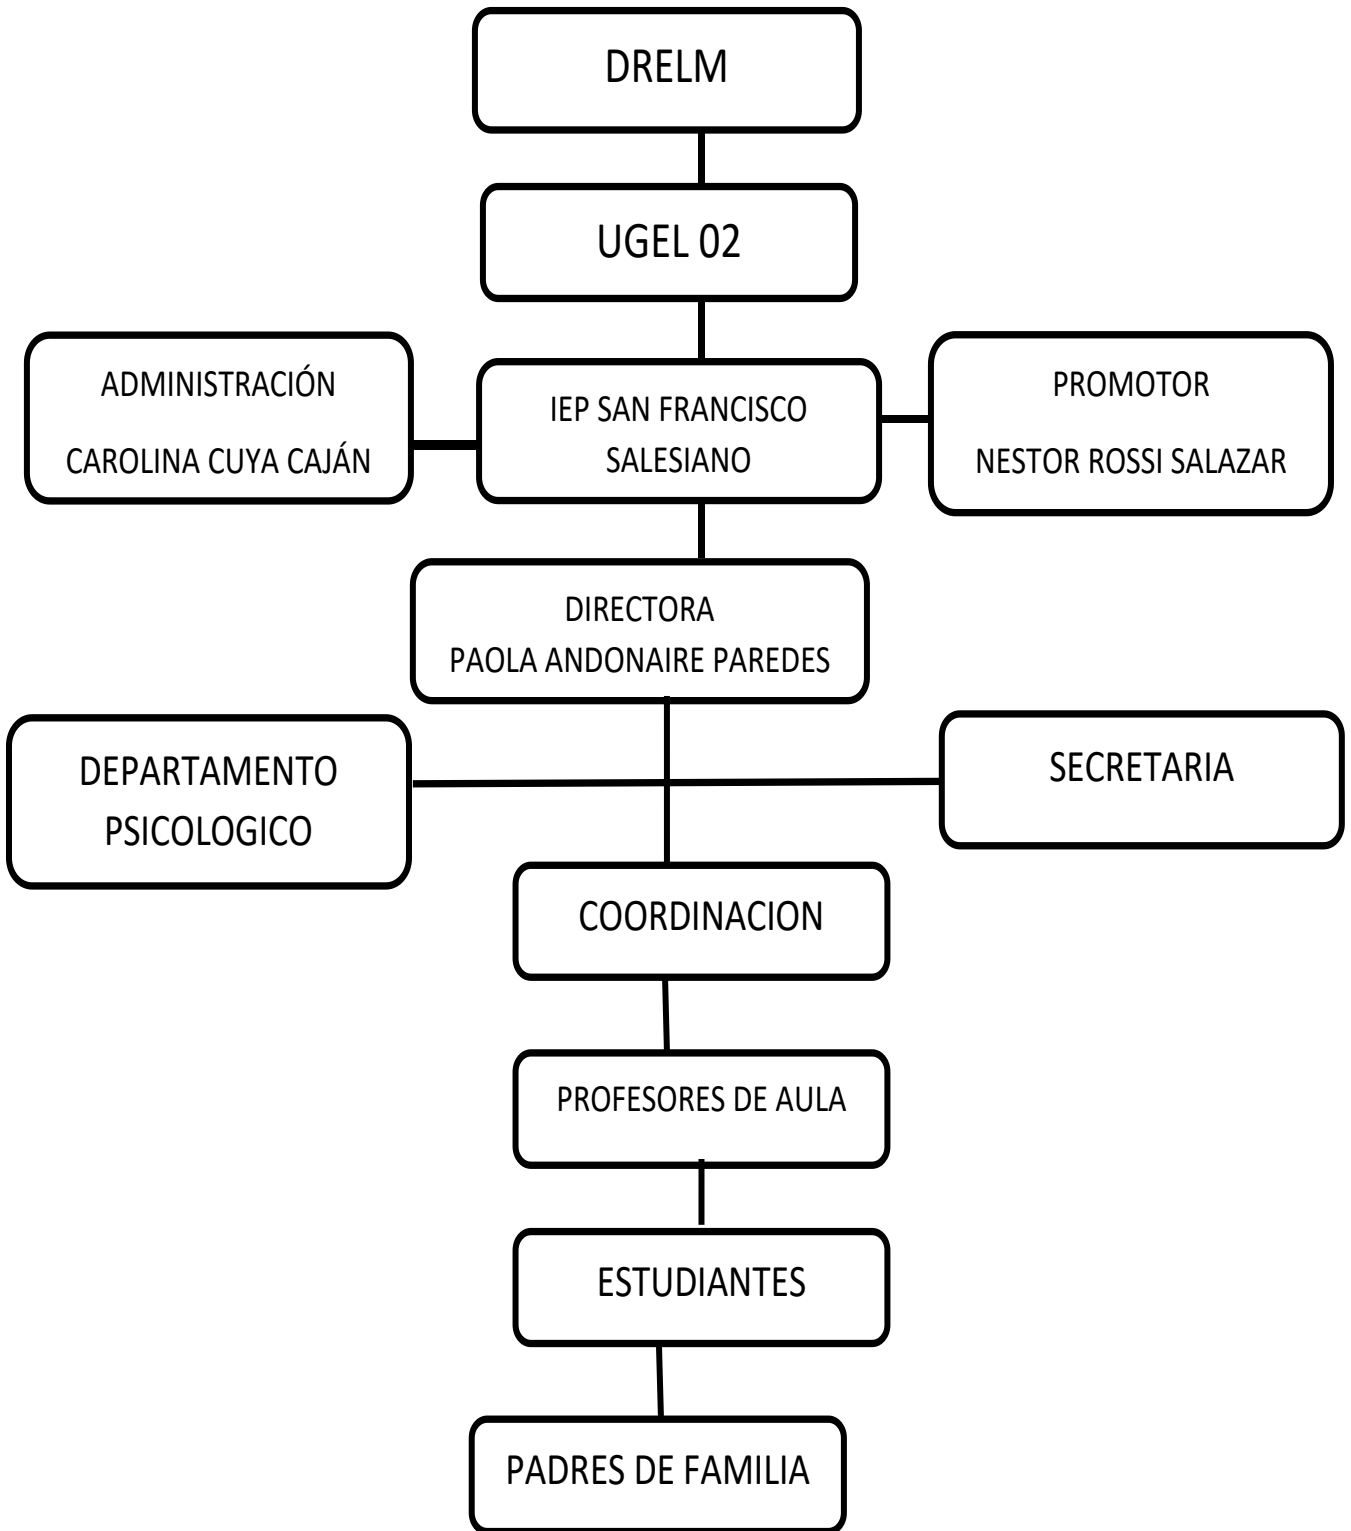 DRELM
UGEL 02
ADMINISTRACIÓN
CAROLINA CUYA CAJÁN
IEP SAN FRANCISCO
SALESIANO
PROMOTOR
NESTOR ROSSI SALAZAR
DIRECTORA
PAOLA ANDONAIRE PAREDES
DEPARTAMENTO
PSICOLOGICO
SECRETARIA
COORDINACION
PROFESORES DE AULA
ESTUDIANTES
PADRES DE FAMILIA